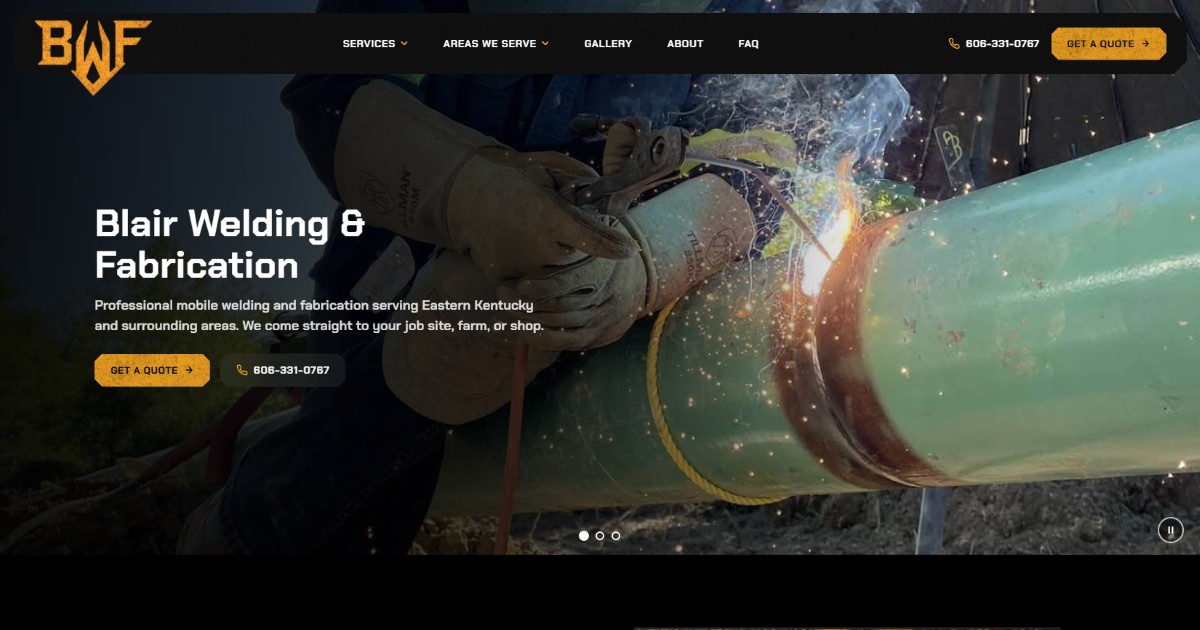 BWF
SERVICES
AREAS WE SERVE
GALLERY
ABOUT
FAQ
606-331-0767
GET A QUOTE
Blair Welding &
Fabrication
Professional mobile welding and fabrication serving Eastern Kentucky
and surrounding areas. We come straight to your job site, farm, or shop.
GET A QUOTE
606-331-0767